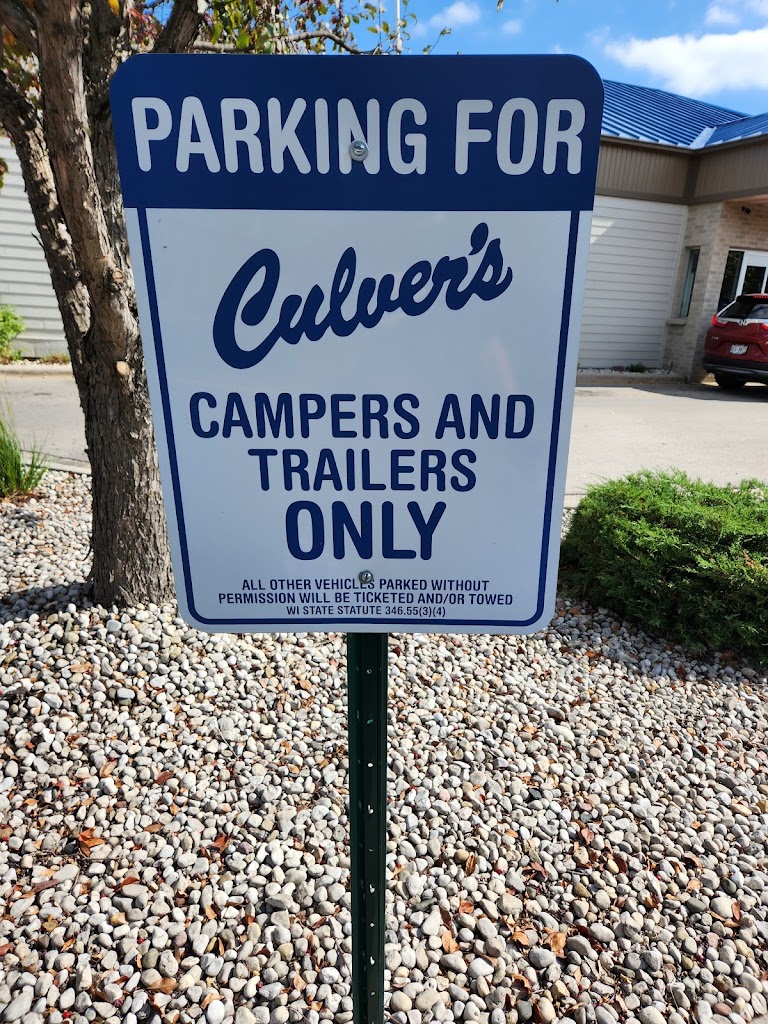 PARKING FOR
Culver's
CAMPERS AND
TRAILERS
ONLY
ALL OTHER VEHICLES PARKED WITHOUT
PERMISSION WILL BE TICKETED AND/OR TOWED
WI STATE STATUTE 346.55(3)(4)